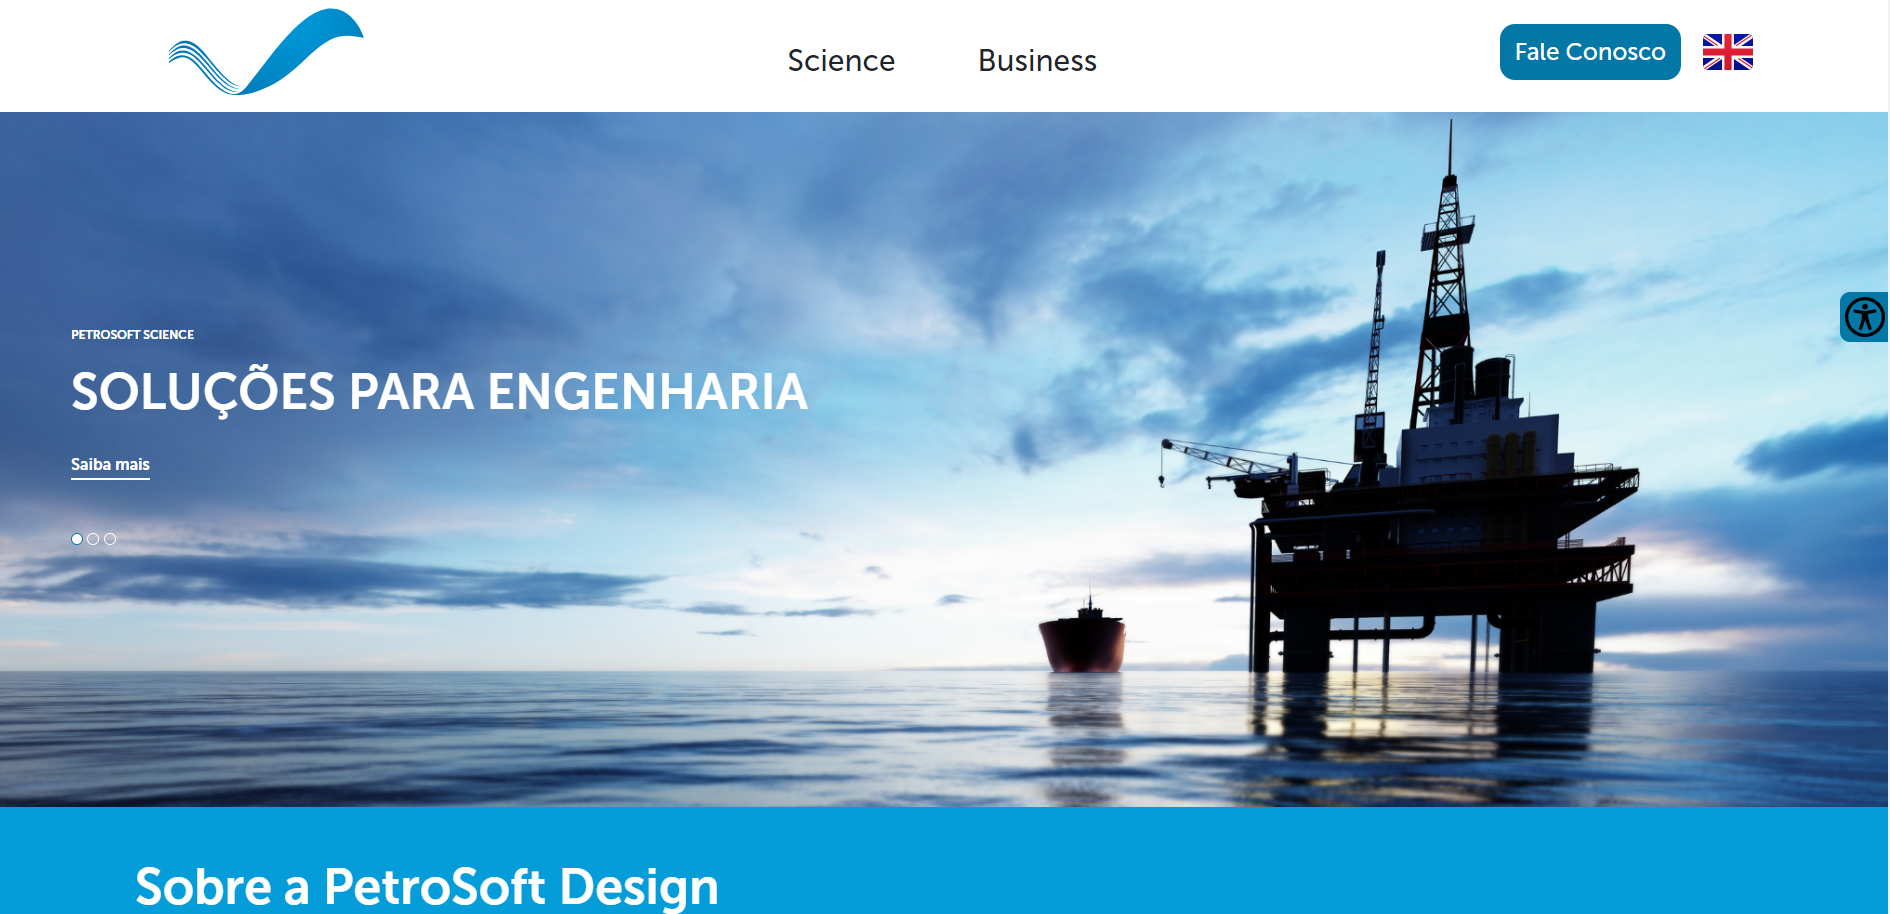 Science
Business
Fale Conosco
PETROSOFT SCIENCE
SOLUÇÕES PARA ENGENHARIA
Saiba mais
Sobre a PetroSoft Design